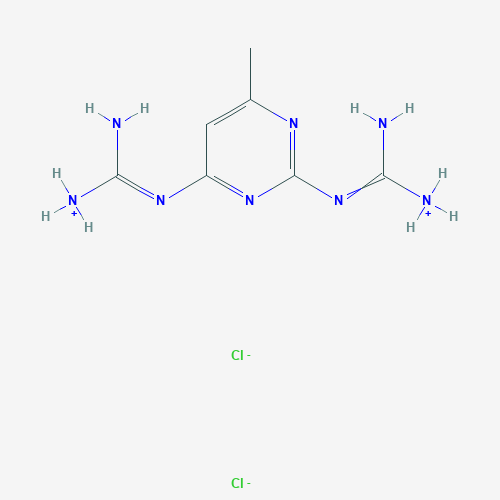 H H H H
N N N
H H
N N N N N
H + H H + H
H H
Cl -
Cl -